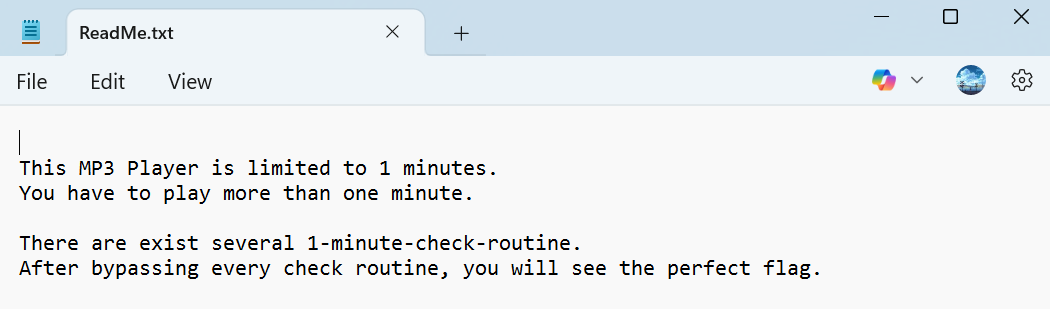 ReadMe.txt
File Edit View
This MP3 Player is limited to 1 minutes.
You have to play more than one minute.
There are exist several 1-minute-check-routine.
After bypassing every check routine, you will see the perfect flag.